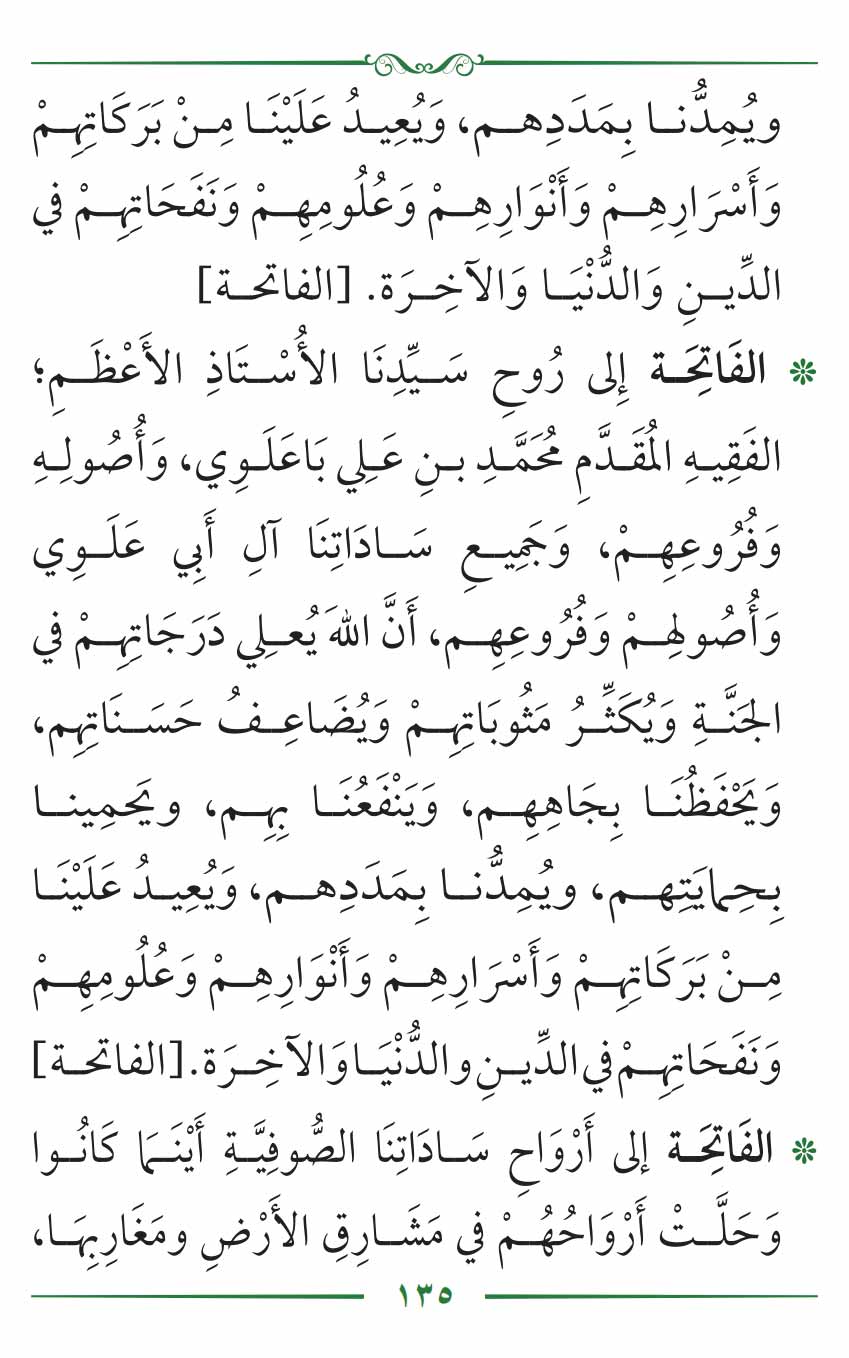 ويُمِدُّنا بِمَدَدِهم، وَيُعِيدُ عَلَيْنَا مِنْ بَرَكَاتِهِمْ
وَأَسْرَارِهِمْ وَأَنْوَارِهِمْ وَعُلُومِهِمْ وَنَفَحَاتِهِمْ في
الدِّينِ وَالدُّنْيَا وَالآخِرَة. [الفاتحة]
❊ الفَاتِحَة إِلى رُوحِ سَيِّدِنَا الأُسْتَاذِ الأَعْظَمِ؛
الفَقِيهِ المُقَدَّمِ مُحَمَّدِ بنِ عَلِي بَاعَلَوِي، وَأُصُولِهِ
وَفُرُوعِهِمْ، وَجَمِيعِ سَادَاتِنَا آلِ أَبِي عَلَوِي
وَأُصُولهِمْ وَفُرُوعِهِم، أَنَّ اللهَ يُعلِي دَرَجَاتِهِمْ في
الجَنَّةِ وَيُكَثِّرُ مَثُوبَاتِهِمْ وَيُضَاعِفُ حَسَنَاتِهِم،
وَيَحْفَظُنَا بِجَاهِهِم، وَيَنْفَعُنَا بِهِم، ويَحمِينا
بِحِمايَتِهم، ويُمِدُّنا بِمَدَدِهم، وَيُعِيدُ عَلَيْنَا
مِنْ بَرَكَاتِهِمْ وَأَسْرَارِهِمْ وَأَنْوَارِهِمْ وَعُلُومِهِمْ
وَنَفَحَاتِهِمْ في الدِّينِ والدُّنْيَا وَالآخِرَة. [الفاتحة]
❊ الفَاتِحَة إلى أَرْوَاحِ سَادَاتِنَا الصُّوفِيَّةِ أَيْنَمَا كَانُوا
وَحَلَّتْ أَرْوَاحُهُمْ في مَشَارِقِ الأَرْضِ ومَغَارِبِهَا،
١٣٥